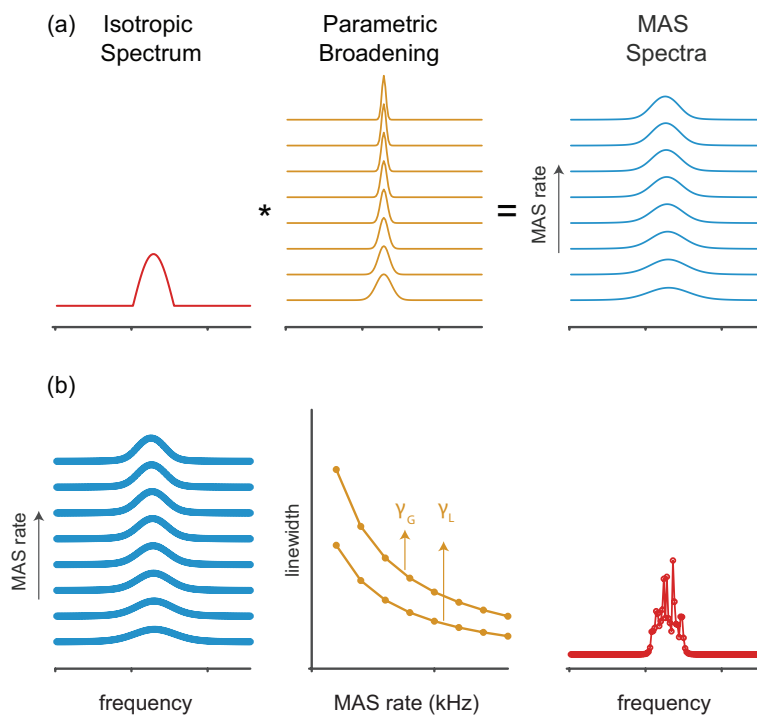 (a)
Isotropic
Spectrum
Parametric
Broadening
MAS
Spectra
*
=
MAS rate
(b)
MAS rate
frequency
linewidth
γG
γL
MAS rate (kHz)
frequency